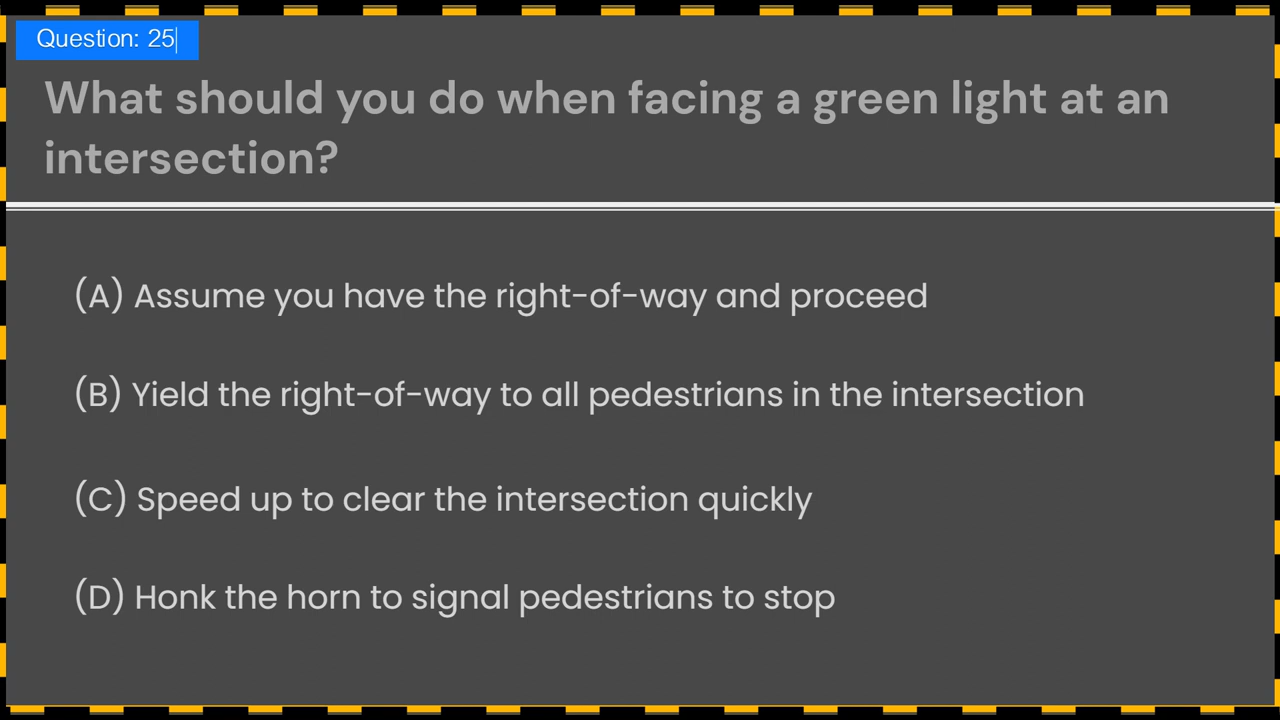 Question: 25
What should you do when facing a green light at an
intersection?
(A) Assume you have the right-of-way and proceed
(B) Yield the right-of-way to all pedestrians in the intersection
(C) Speed up to clear the intersection quickly
(D) Honk the horn to signal pedestrians to stop